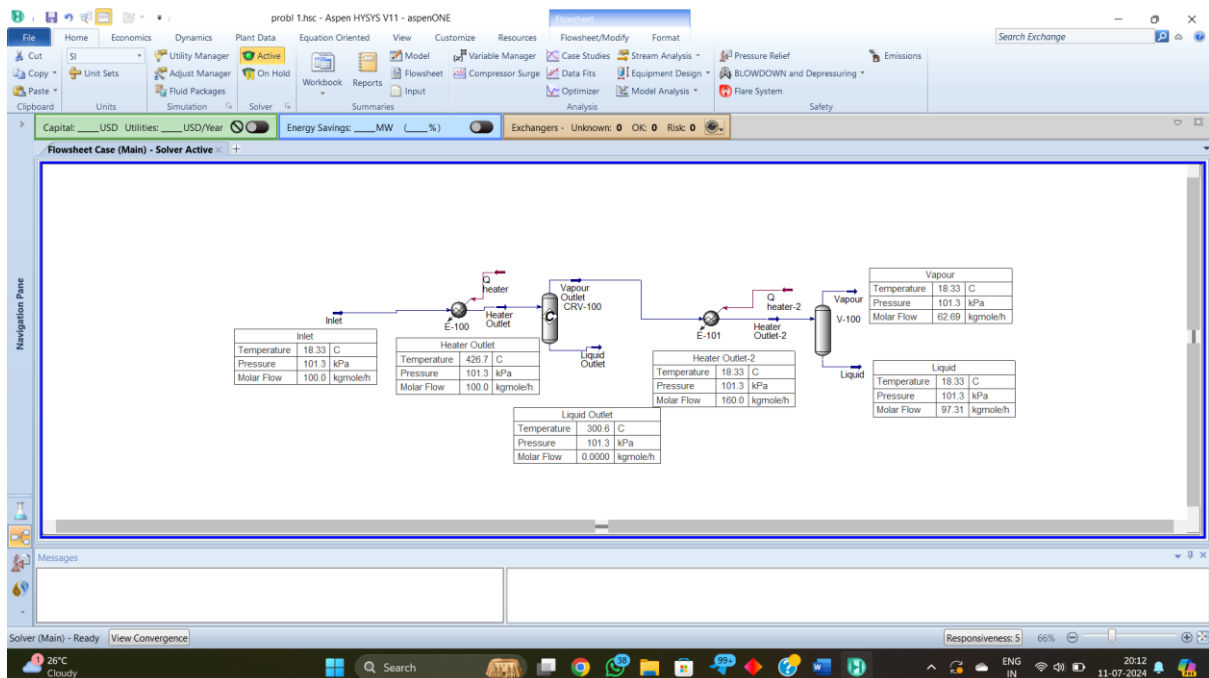 probl 1.hsc - Aspen HYSYS V11 - aspenONE
Flowsheet
File Home Economics Dynamics Plant Data Equation Oriented View Customize Resources Flowsheet/Modify Format Search Exchange
Cut SI Utility Manager Active Model Variable Manager Case Studies Stream Analysis Pressure Relief Emissions
Copy Unit Sets Adjust Manager On Hold Workbook Reports Flowsheet Compressor Surge Data Fits Equipment Design BLOWDOWN and Depressuring
Paste Fluid Packages Input Optimizer Model Analysis Flare System
Clipboard Units Simulation Solver Summaries Analysis Safety
Capital: ____USD Utilities: ____USD/Year Energy Savings: ____MW (____%) Exchangers - Unknown: 0 OK: 0 Risk: 0
Flowsheet Case (Main) - Solver Active +
Navigation Pane
Inlet
E-100
Q
heater
Heater
Outlet
Vapour
Outlet
CRV-100
C
Liquid
Outlet
E-101
Q
heater-2
Heater
Outlet-2
Vapour
V-100
Liquid
Inlet
Temperature 18.33 C
Pressure 101.3 kPa
Molar Flow 100.0 kgmole/h
Heater Outlet
Temperature 426.7 C
Pressure 101.3 kPa
Molar Flow 100.0 kgmole/h
Liquid Outlet
Temperature 300.6 C
Pressure 101.3 kPa
Molar Flow 0.0000 kgmole/h
Heater Outlet-2
Temperature 18.33 C
Pressure 101.3 kPa
Molar Flow 160.0 kgmole/h
Vapour
Temperature 18.33 C
Pressure 101.3 kPa
Molar Flow 62.69 kgmole/h
Liquid
Temperature 18.33 C
Pressure 101.3 kPa
Molar Flow 97.31 kgmole/h
Messages
Solver (Main) - Ready View Convergence Responsiveness: 5 66%
1 26°C
Cloudy
Search
38
99+
ENG
IN
20:12
11-07-2024